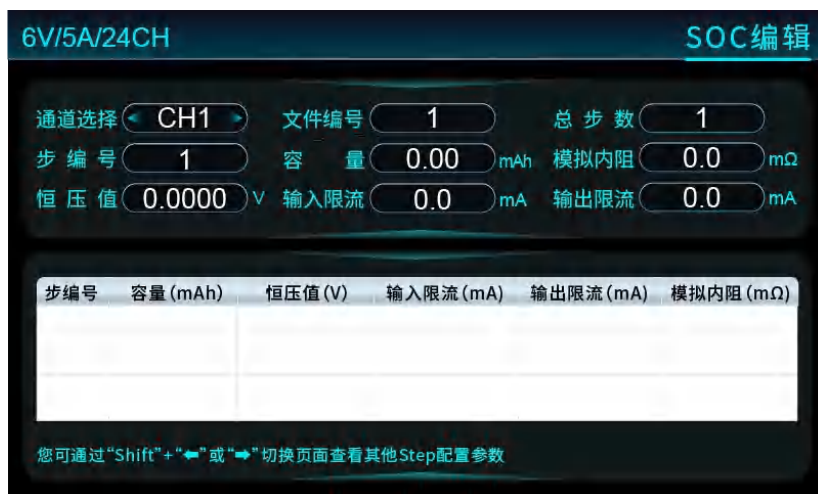 6V/5A/24CH SOC编辑
通道选择 CH1 文件编号 1 总步数 1
步编号 1 容量 0.00 mAh 模拟内阻 0.0 mΩ
恒压值 0.0000 V 输入限流 0.0 mA 输出限流 0.0 mA
步编号 容量(mAh) 恒压值(V) 输入限流(mA) 输出限流(mA) 模拟内阻(mΩ)
您可通过“Shift”+“⬅”或“➡”切换页面查看其他Step配置参数